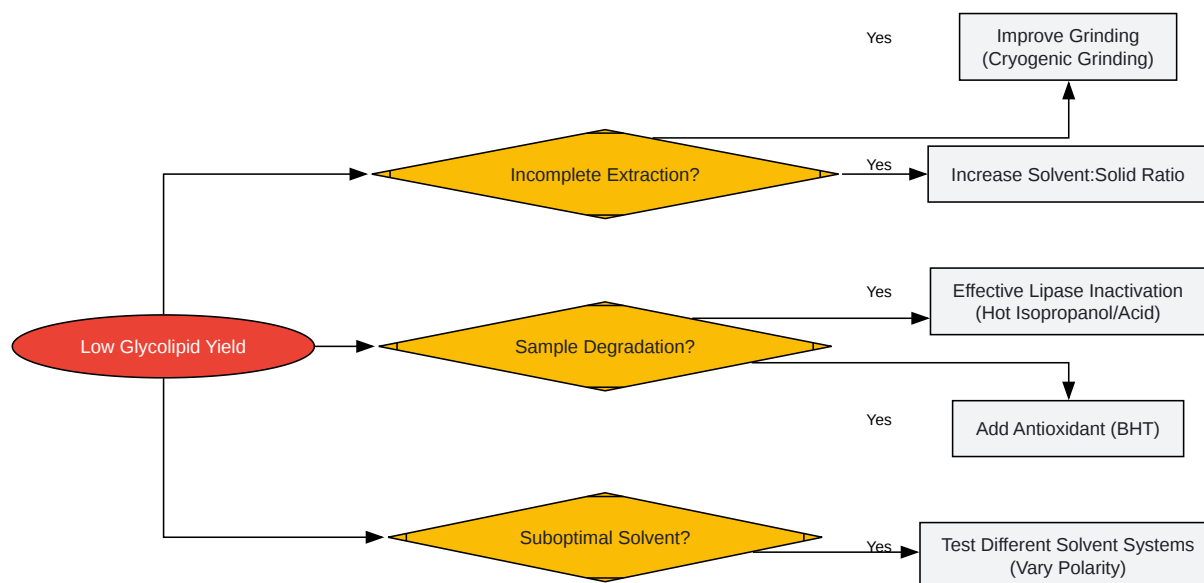 Yes
Improve Grinding
(Cryogenic Grinding)
Incomplete Extraction?
Yes
Increase Solvent:Solid Ratio
Yes
Effective Lipase Inactivation
(Hot Isopropanol/Acid)
Low Glycolipid Yield
Sample Degradation?
Yes
Add Antioxidant (BHT)
Suboptimal Solvent?
Yes
Test Different Solvent Systems
(Vary Polarity)